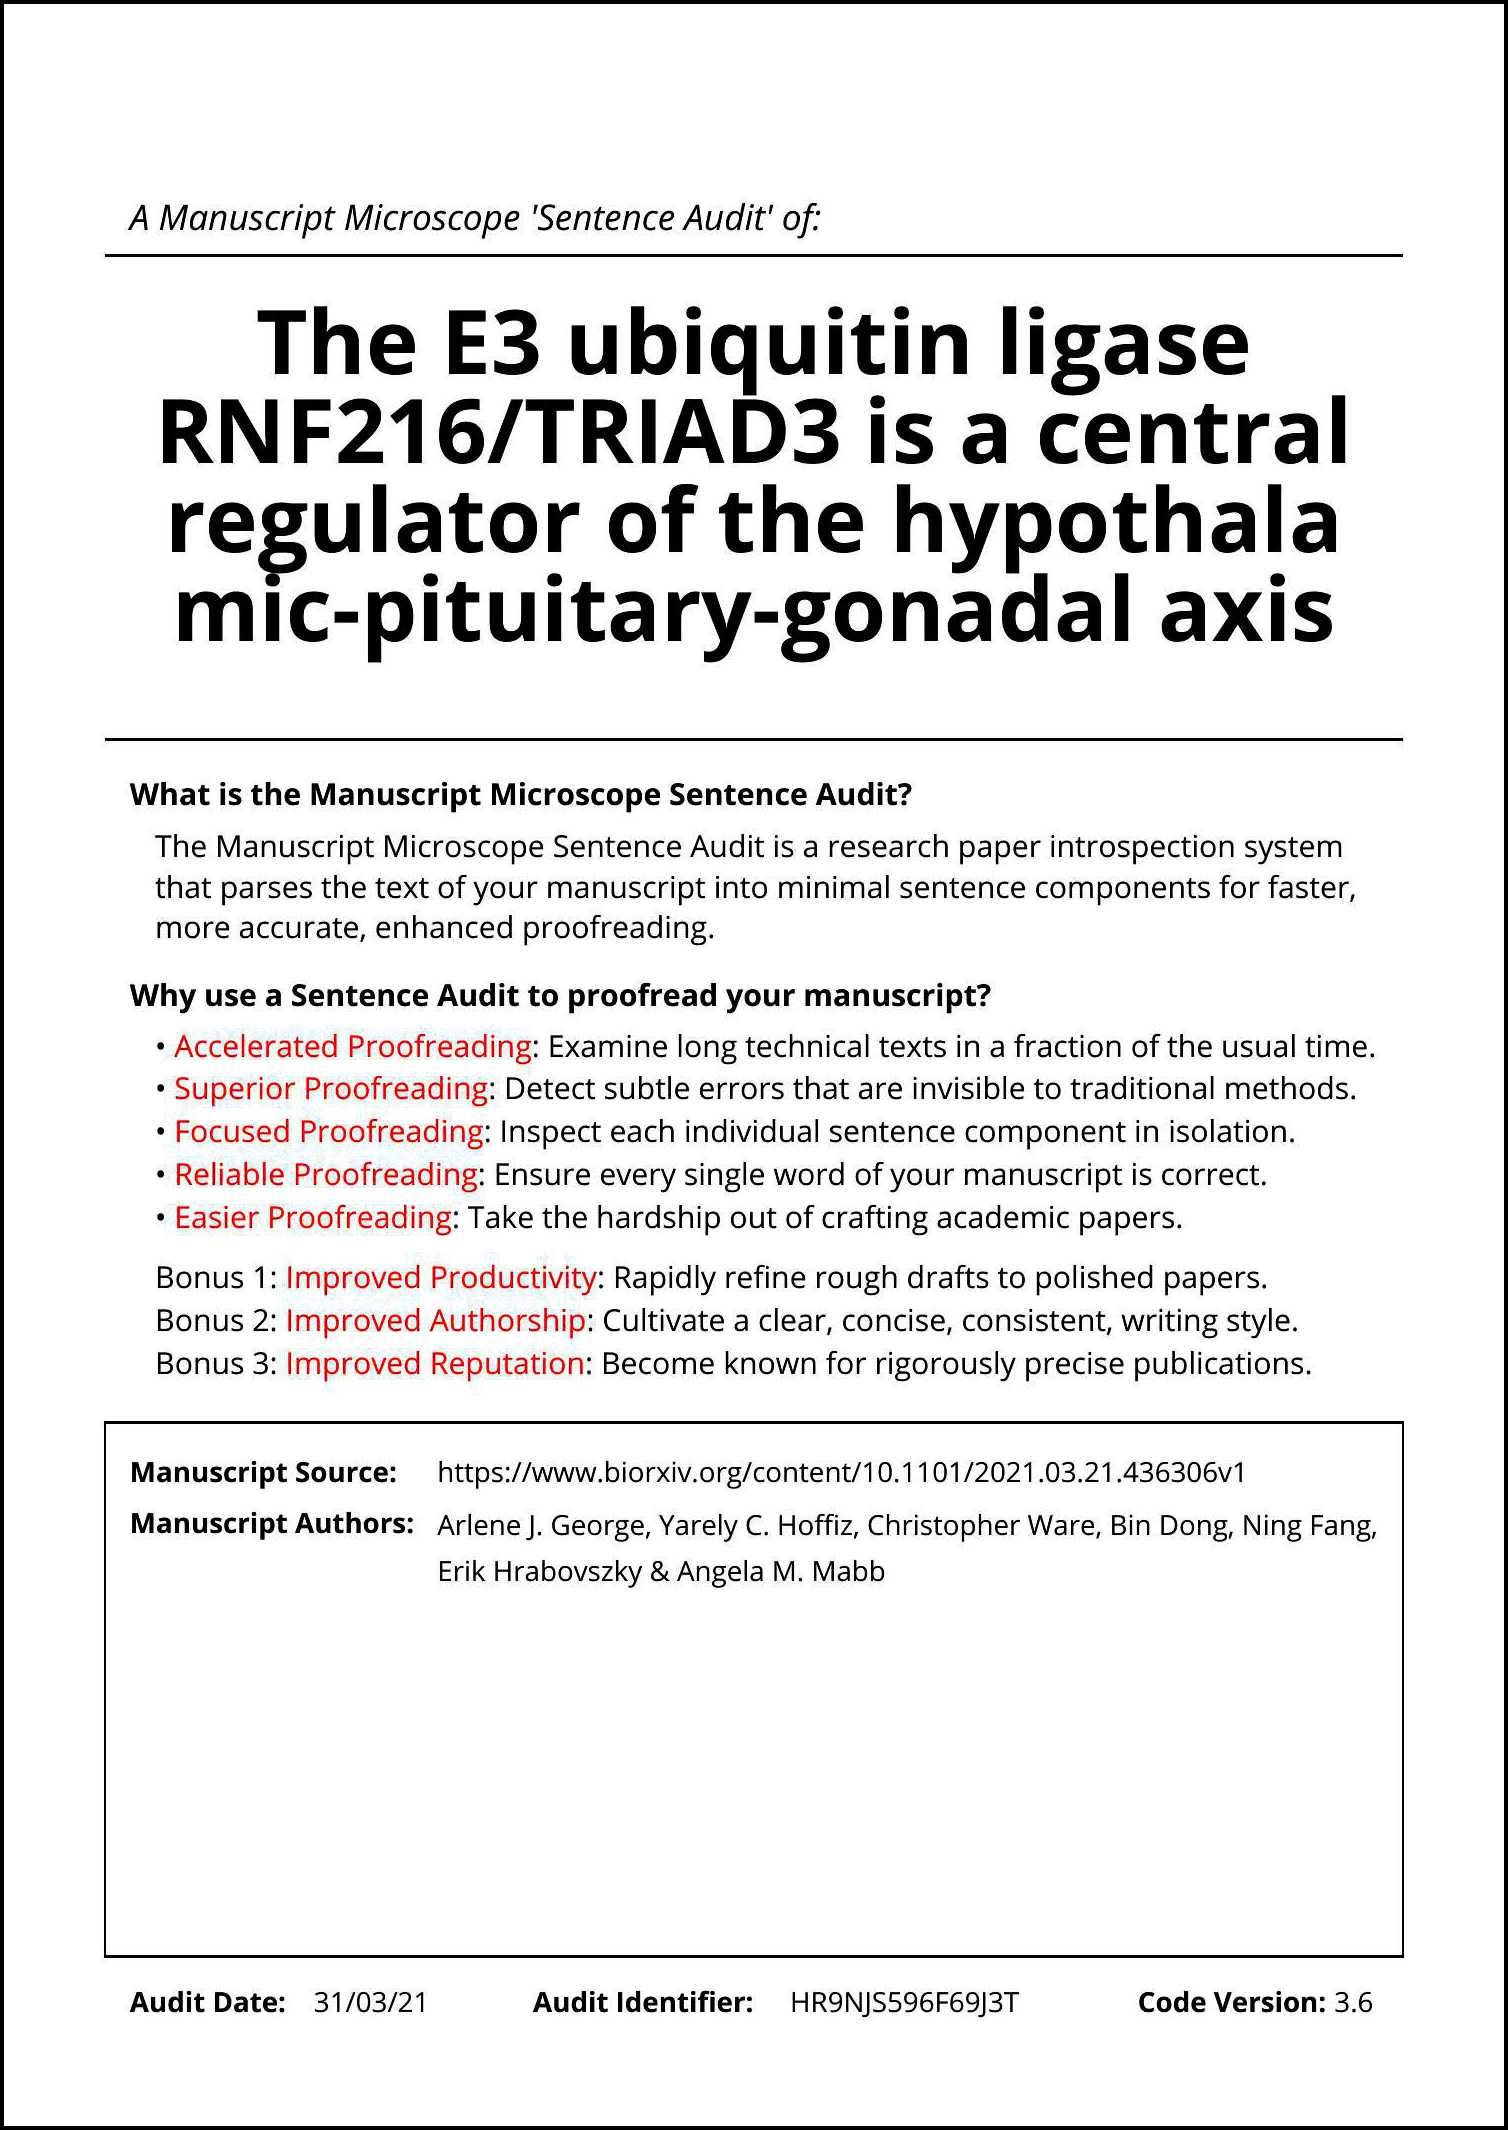 A Manuscript Microscope 'Sentence Audit' of:
The E3 ubiquitin ligase
RNF216/TRIAD3 is a central
regulator of the hypothala
mic-pituitary-gonadal axis
What is the Manuscript Microscope Sentence Audit?
The Manuscript Microscope Sentence Audit is a research paper introspection system
that parses the text of your manuscript into minimal sentence components for faster,
more accurate, enhanced proofreading.
Why use a Sentence Audit to proofread your manuscript?
• Accelerated Proofreading: Examine long technical texts in a fraction of the usual time.
• Superior Proofreading: Detect subtle errors that are invisible to traditional methods.
• Focused Proofreading: Inspect each individual sentence component in isolation.
• Reliable Proofreading: Ensure every single word of your manuscript is correct.
• Easier Proofreading: Take the hardship out of crafting academic papers.
Bonus 1: Improved Productivity: Rapidly refine rough drafts to polished papers.
Bonus 2: Improved Authorship: Cultivate a clear, concise, consistent, writing style.
Bonus 3: Improved Reputation: Become known for rigorously precise publications.
Manuscript Source: https://www.biorxiv.org/content/10.1101/2021.03.21.436306v1
Manuscript Authors: Arlene J. George, Yarely C. Hoffiz, Christopher Ware, Bin Dong, Ning Fang,
Erik Hrabovszky & Angela M. Mabb
Audit Date: 31/03/21 Audit Identifier: HR9NJS596F69J3T Code Version: 3.6